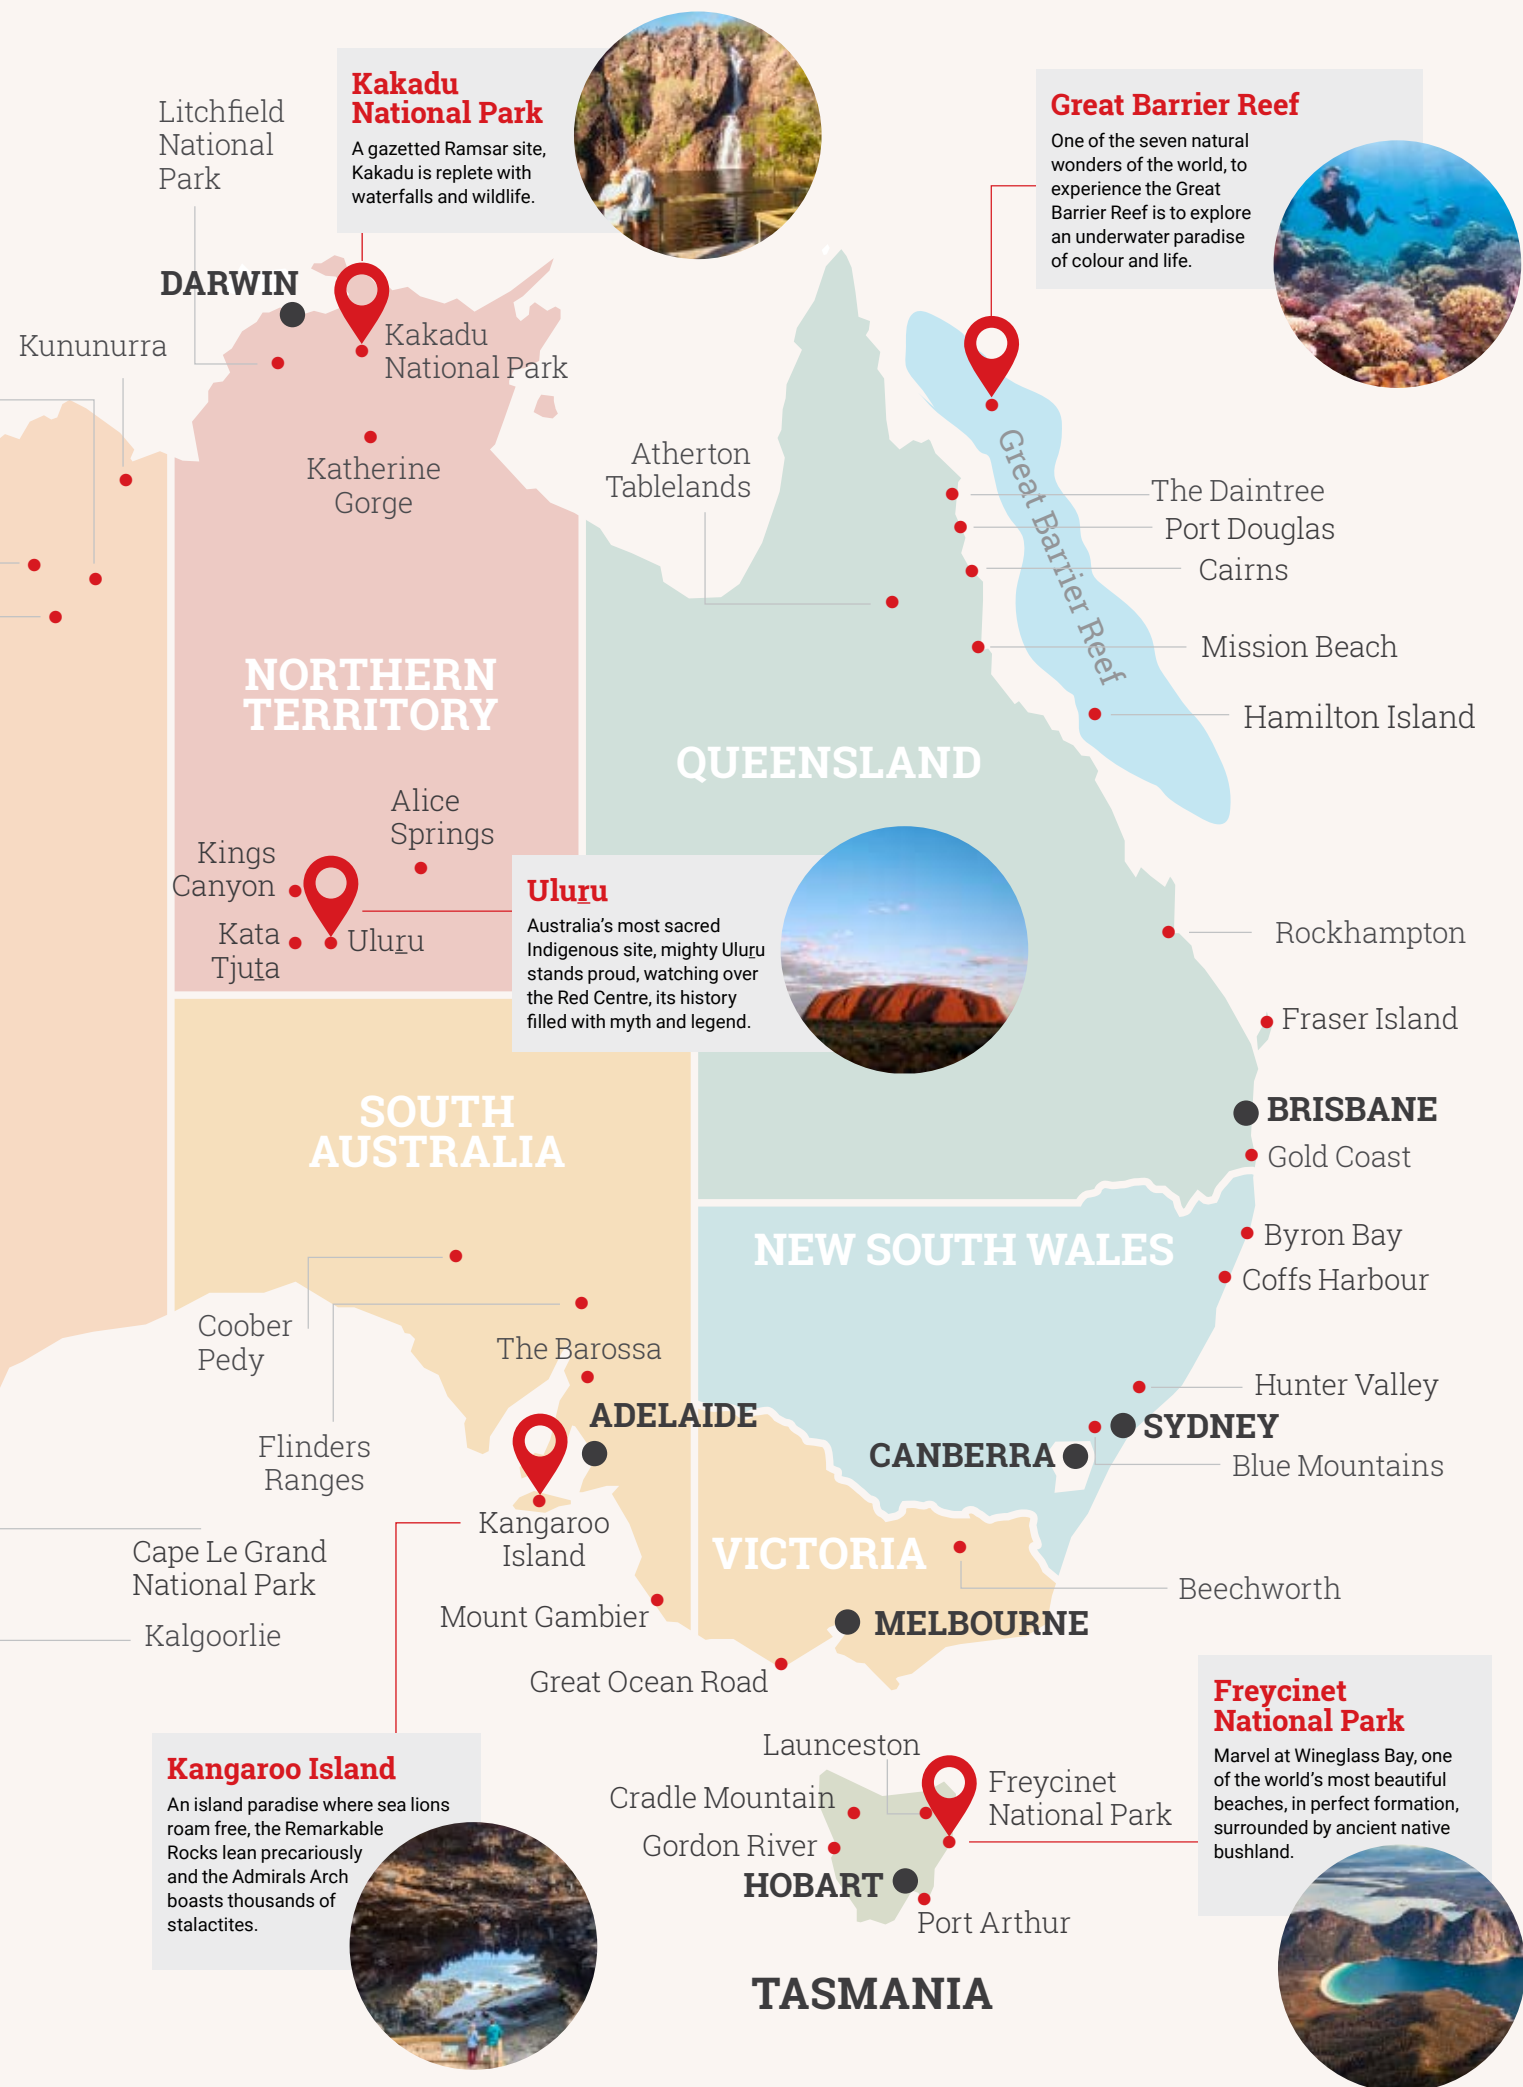 Kakadu
National Park
A gazetted Ramsar site,
Kakadu is replete with
waterfalls and wildlife.
Great Barrier Reef
One of the seven natural
wonders of the world, to
experience the Great
Barrier Reef is to explore
an underwater paradise
of colour and life.
Litchfield
National
Park
DARWIN
Kununurra
Kakadu
National Park
Katherine
Gorge
Atherton
Tablelands
Great Barrier Reef
The Daintree
Port Douglas
Cairns
Mission Beach
Hamilton Island
NORTHERN
TERRITORY
QUEENSLAND
Alice
Springs
Kings
Canyon
Kata
Tjuṯa
Uluṟu
Uluṟu
Australia’s most sacred
Indigenous site, mighty Uluṟu
stands proud, watching over
the Red Centre, its history
filled with myth and legend.
Rockhampton
Fraser Island
BRISBANE
Gold Coast
SOUTH
AUSTRALIA
NEW SOUTH WALES
Byron Bay
Coffs Harbour
Coober
Pedy
The Barossa
Flinders
Ranges
ADELAIDE
Hunter Valley
SYDNEY
CANBERRA
Blue Mountains
Kangaroo
Island
Cape Le Grand
National Park
Kalgoorlie
VICTORIA
Beechworth
Mount Gambier
MELBOURNE
Great Ocean Road
Kangaroo Island
An island paradise where sea lions
roam free, the Remarkable
Rocks lean precariously
and the Admirals Arch
boasts thousands of
stalactites.
Launceston
Cradle Mountain
Gordon River
HOBART
Freycinet
National Park
Port Arthur
TASMANIA
Freycinet
National Park
Marvel at Wineglass Bay, one
of the world’s most beautiful
beaches, in perfect formation,
surrounded by ancient native
bushland.